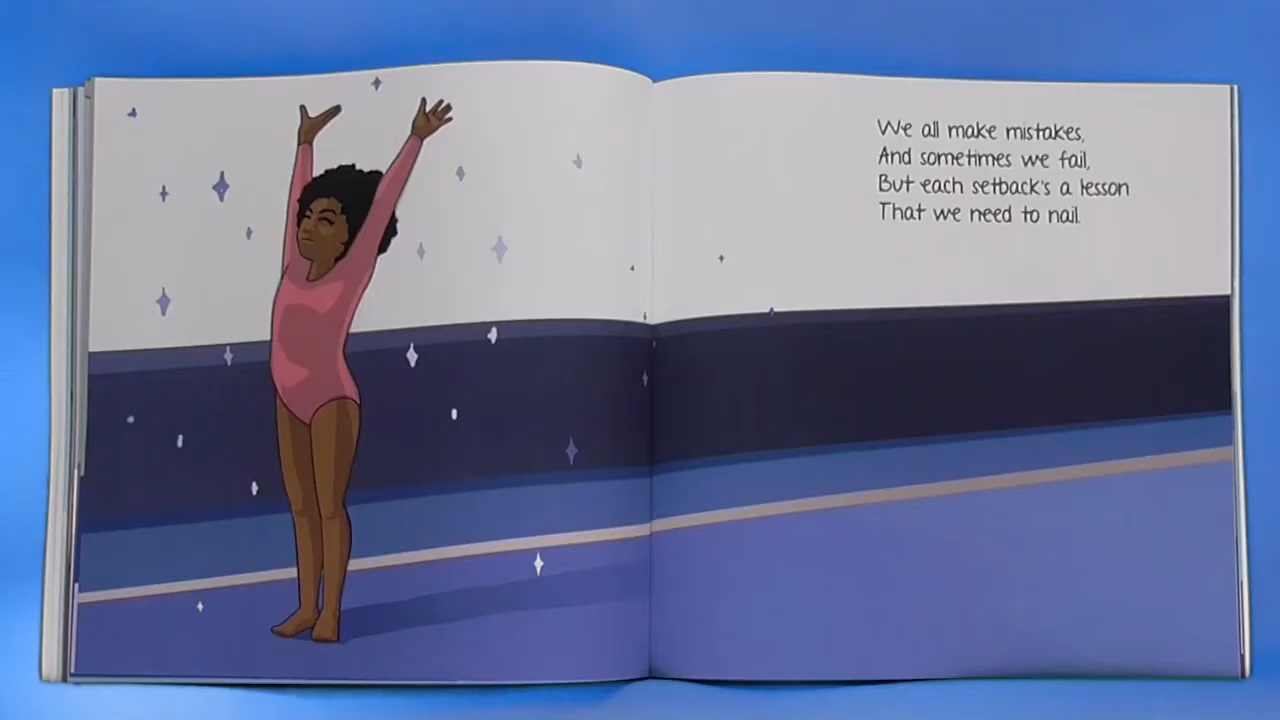 We all make mistakes,
And sometimes we fail,
But each setback's a lesson
That we need to nail.